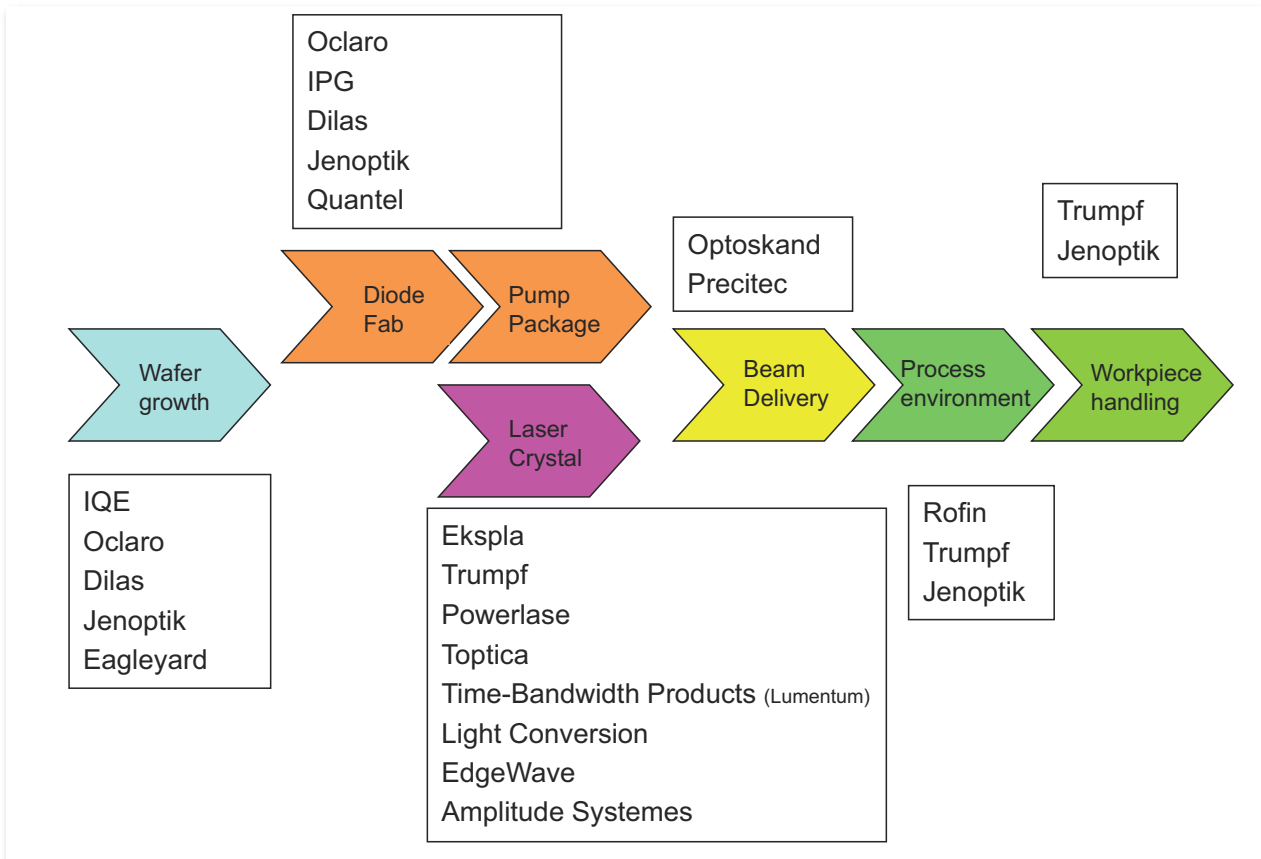 Oclaro
IPG
Dilas
Jenoptik
Quantel
Trumpf
Jenoptik
Optoskand
Precitec
Diode
Fab
Pump
Package
Wafer
growth
Beam
Delivery
Process
environment
Workpiece
handling
Laser
Crystal
IQE
Oclaro
Dilas
Jenoptik
Eagleyard
Ekspla
Trumpf
Powerlase
Toptica
Time-Bandwidth Products (Lumentum)
Light Conversion
EdgeWave
Amplitude Systemes
Rofin
Trumpf
Jenoptik